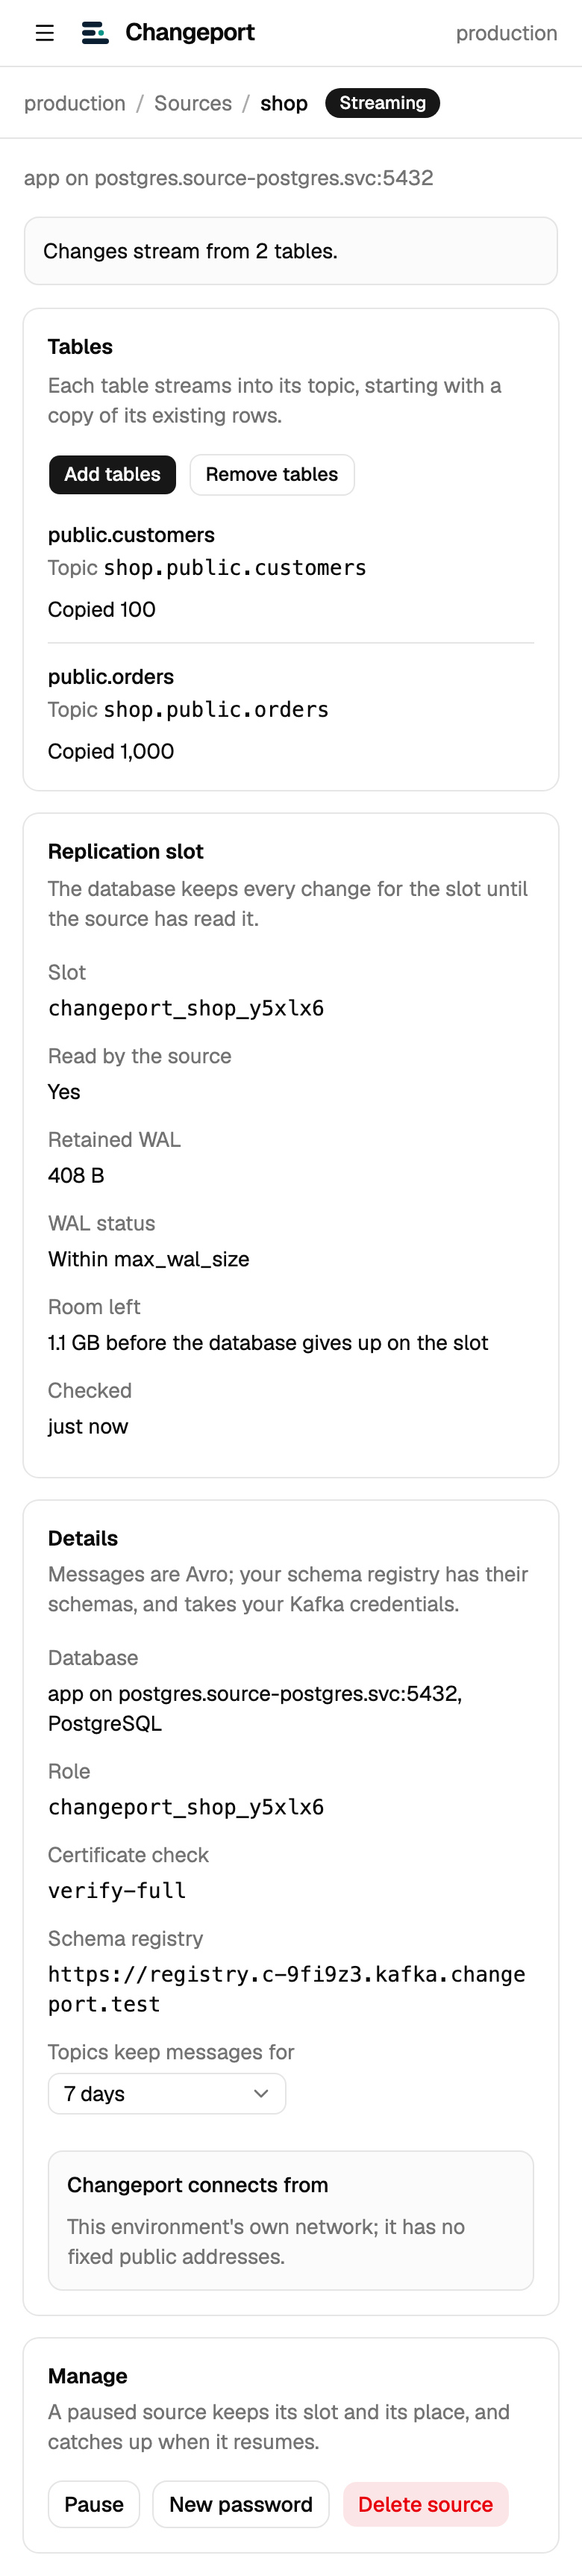 Changeport
production
production / Sources / shop Streaming
app on postgres.source-postgres.svc:5432
Changes stream from 2 tables.
Tables
Each table streams into its topic, starting with a
copy of its existing rows.
Add tables
Remove tables
public.customers
Topic shop.public.customers
Copied 100
public.orders
Topic shop.public.orders
Copied 1,000
Replication slot
The database keeps every change for the slot until
the source has read it.
Slot
changeport_shop_y5xlx6
Read by the source
Yes
Retained WAL
408 B
WAL status
Within max_wal_size
Room left
1.1 GB before the database gives up on the slot
Checked
just now
Details
Messages are Avro; your schema registry has their
schemas, and takes your Kafka credentials.
Database
app on postgres.source-postgres.svc:5432,
PostgreSQL
Role
changeport_shop_y5xlx6
Certificate check
verify-full
Schema registry
https://registry.c-9fi9z3.kafka.change
port.test
Topics keep messages for
7 days
Changeport connects from
This environment's own network; it has no
fixed public addresses.
Manage
A paused source keeps its slot and its place, and
catches up when it resumes.
Pause
New password
Delete source